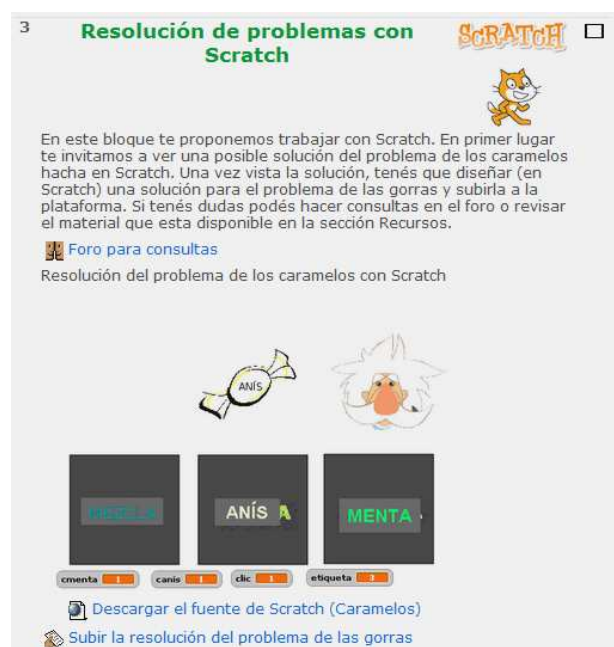 3
Resolución de problemas con
Scratch
SCRATCH
En este bloque te proponemos trabajar con Scratch. En primer lugar
te invitamos a ver una posible solución del problema de los caramelos
hacha en Scratch. Una vez vista la solución, tenés que diseñar (en
Scratch) una solución para el problema de las gorras y subirla a la
plataforma. Si tenés dudas podés hacer consultas en el foro o revisar
el material que esta disponible en la sección Recursos.
Foro para consultas
Resolución del problema de los caramelos con Scratch
ANÍS
MEZCLA ANÍS A MENTA
cmenta 1 canis 1 clic 1 etiqueta 3
Descargar el fuente de Scratch (Caramelos)
Subir la resolución del problema de las gorras